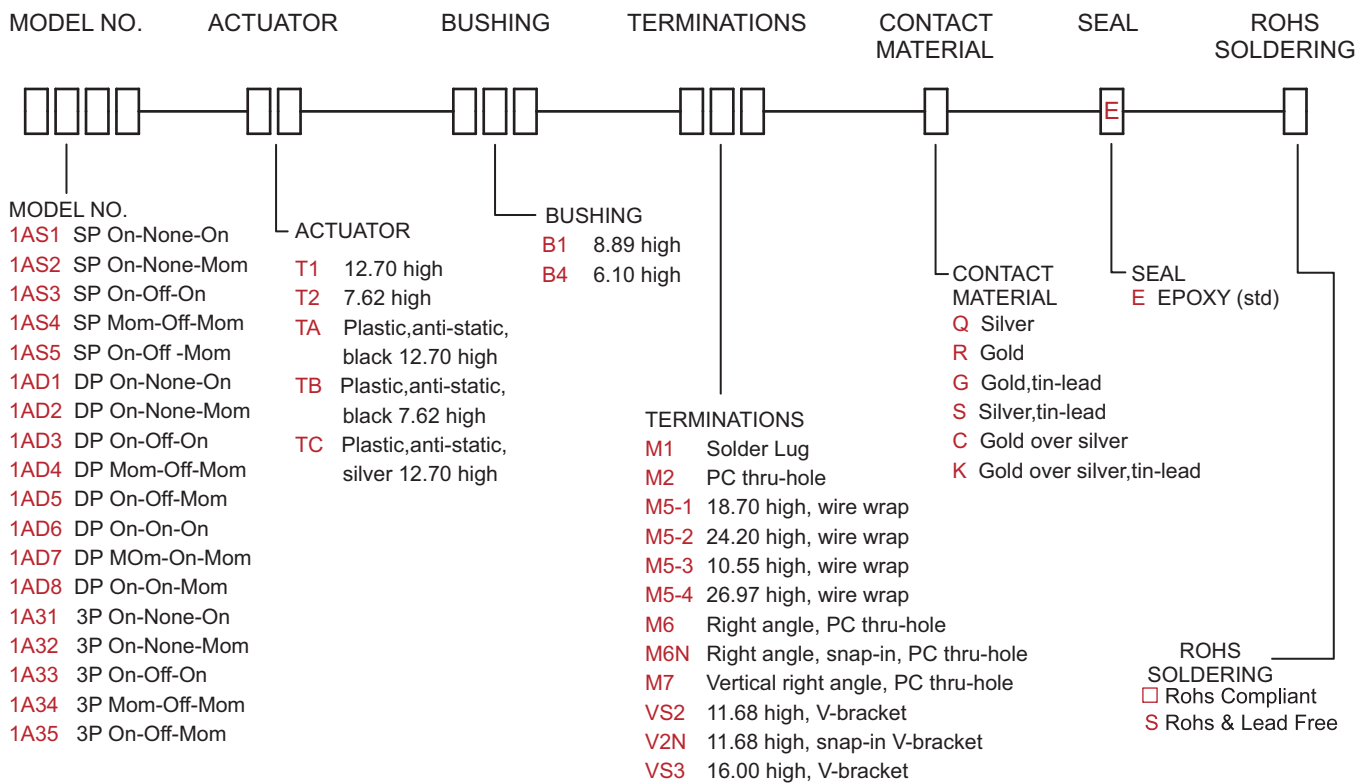 MODEL NO.
ACTUATOR
BUSHING
TERMINATIONS
CONTACT
MATERIAL
SEAL
ROHS
SOLDERING
E
MODEL NO.
1AS1 SP On-None-On
1AS2 SP On-None-Mom
1AS3 SP On-Off-On
1AS4 SP Mom-Off-Mom
1AS5 SP On-Off -Mom
1AD1 DP On-None-On
1AD2 DP On-None-Mom
1AD3 DP On-Off-On
1AD4 DP Mom-Off-Mom
1AD5 DP On-Off-Mom
1AD6 DP On-On-On
1AD7 DP MOm-On-Mom
1AD8 DP On-On-Mom
1A31 3P On-None-On
1A32 3P On-None-Mom
1A33 3P On-Off-On
1A34 3P Mom-Off-Mom
1A35 3P On-Off-Mom
ACTUATOR
T1 12.70 high
T2 7.62 high
TA Plastic,anti-static,
black 12.70 high
TB Plastic,anti-static,
black 7.62 high
TC Plastic,anti-static,
silver 12.70 high
BUSHING
B1 8.89 high
B4 6.10 high
TERMINATIONS
M1 Solder Lug
M2 PC thru-hole
M5-1 18.70 high, wire wrap
M5-2 24.20 high, wire wrap
M5-3 10.55 high, wire wrap
M5-4 26.97 high, wire wrap
M6 Right angle, PC thru-hole
M6N Right angle, snap-in, PC thru-hole
M7 Vertical right angle, PC thru-hole
VS2 11.68 high, V-bracket
V2N 11.68 high, snap-in V-bracket
VS3 16.00 high, V-bracket
CONTACT
MATERIAL
Q Silver
R Gold
G Gold,tin-lead
S Silver,tin-lead
C Gold over silver
K Gold over silver,tin-lead
SEAL
E EPOXY (std)
ROHS
SOLDERING
□ Rohs Compliant
S Rohs & Lead Free